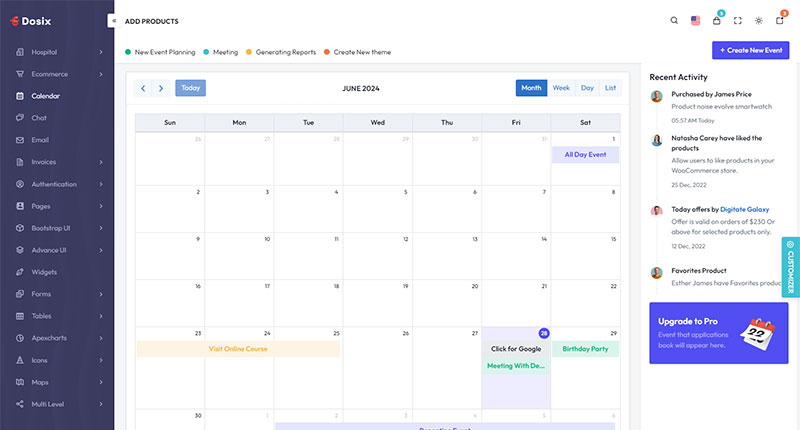 Dosix
Hospital
Ecommerce
Calendar
Chat
Email
Invoices
Authentication
Pages
Bootstrap UI
Advance UI
Widgets
Forms
Tables
Apexcharts
Icons
Maps
Multi Level
ADD PRODUCTS
New Event Planning
Meeting
Generating Reports
Create New theme
+ Create New Event
Today
JUNE 2024
Month Week Day List
Sun Mon Tue Wed Thu Fri Sat
26 27 28 29 30 31 1
All Day Event
2 3 4 5 6 7 8
9 10 11 12 13 14 15
16 17 18 19 20 21 22
23 24 25 26 27 28 29
Visit Online Course
Click for Google
Birthday Party
Meeting With De...
30 1 2 3 4 5 6
Repeating Event
Recent Activity
Purchased by James Price
Product noise evolve smartwatch
05:57 AM Today
Natasha Carey have liked the
products
Allow users to like products in your
WooCommerce store.
25 Dec, 2022
Today offers by Digitate Galaxy
Offer is valid on orders of $230 Or
above for selected products only.
12 Dec, 2022
Favorites Product
Esther James have Favorites produc
CUSTOMIZER
Upgrade to Pro
Event that applications
book will appear here.